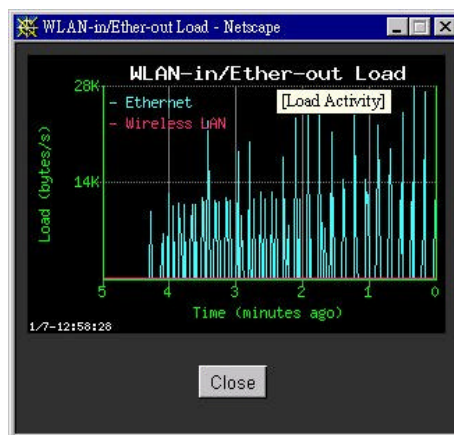 WLAN-in/Ether-out Load - Netscape
WLAN-in/Ether-out Load
28K
- Ethernet
[Load Activity]
- Wireless LAN
14K
Load (bytes/s)
5 4 3 2 1 0
Time (minutes ago)
1/7-12:58:28
Close